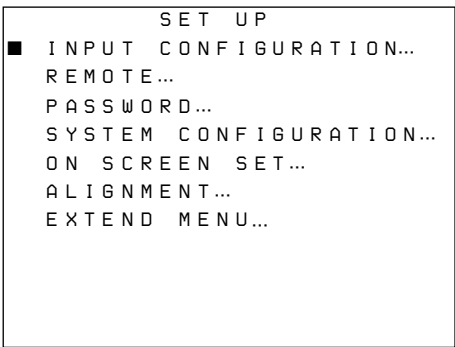 SET UP
■ INPUT CONFIGURATION…
REMOTE…
PASSWORD…
SYSTEM CONFIGURATION…
ON SCREEN SET…
ALIGNMENT…
EXTEND MENU…